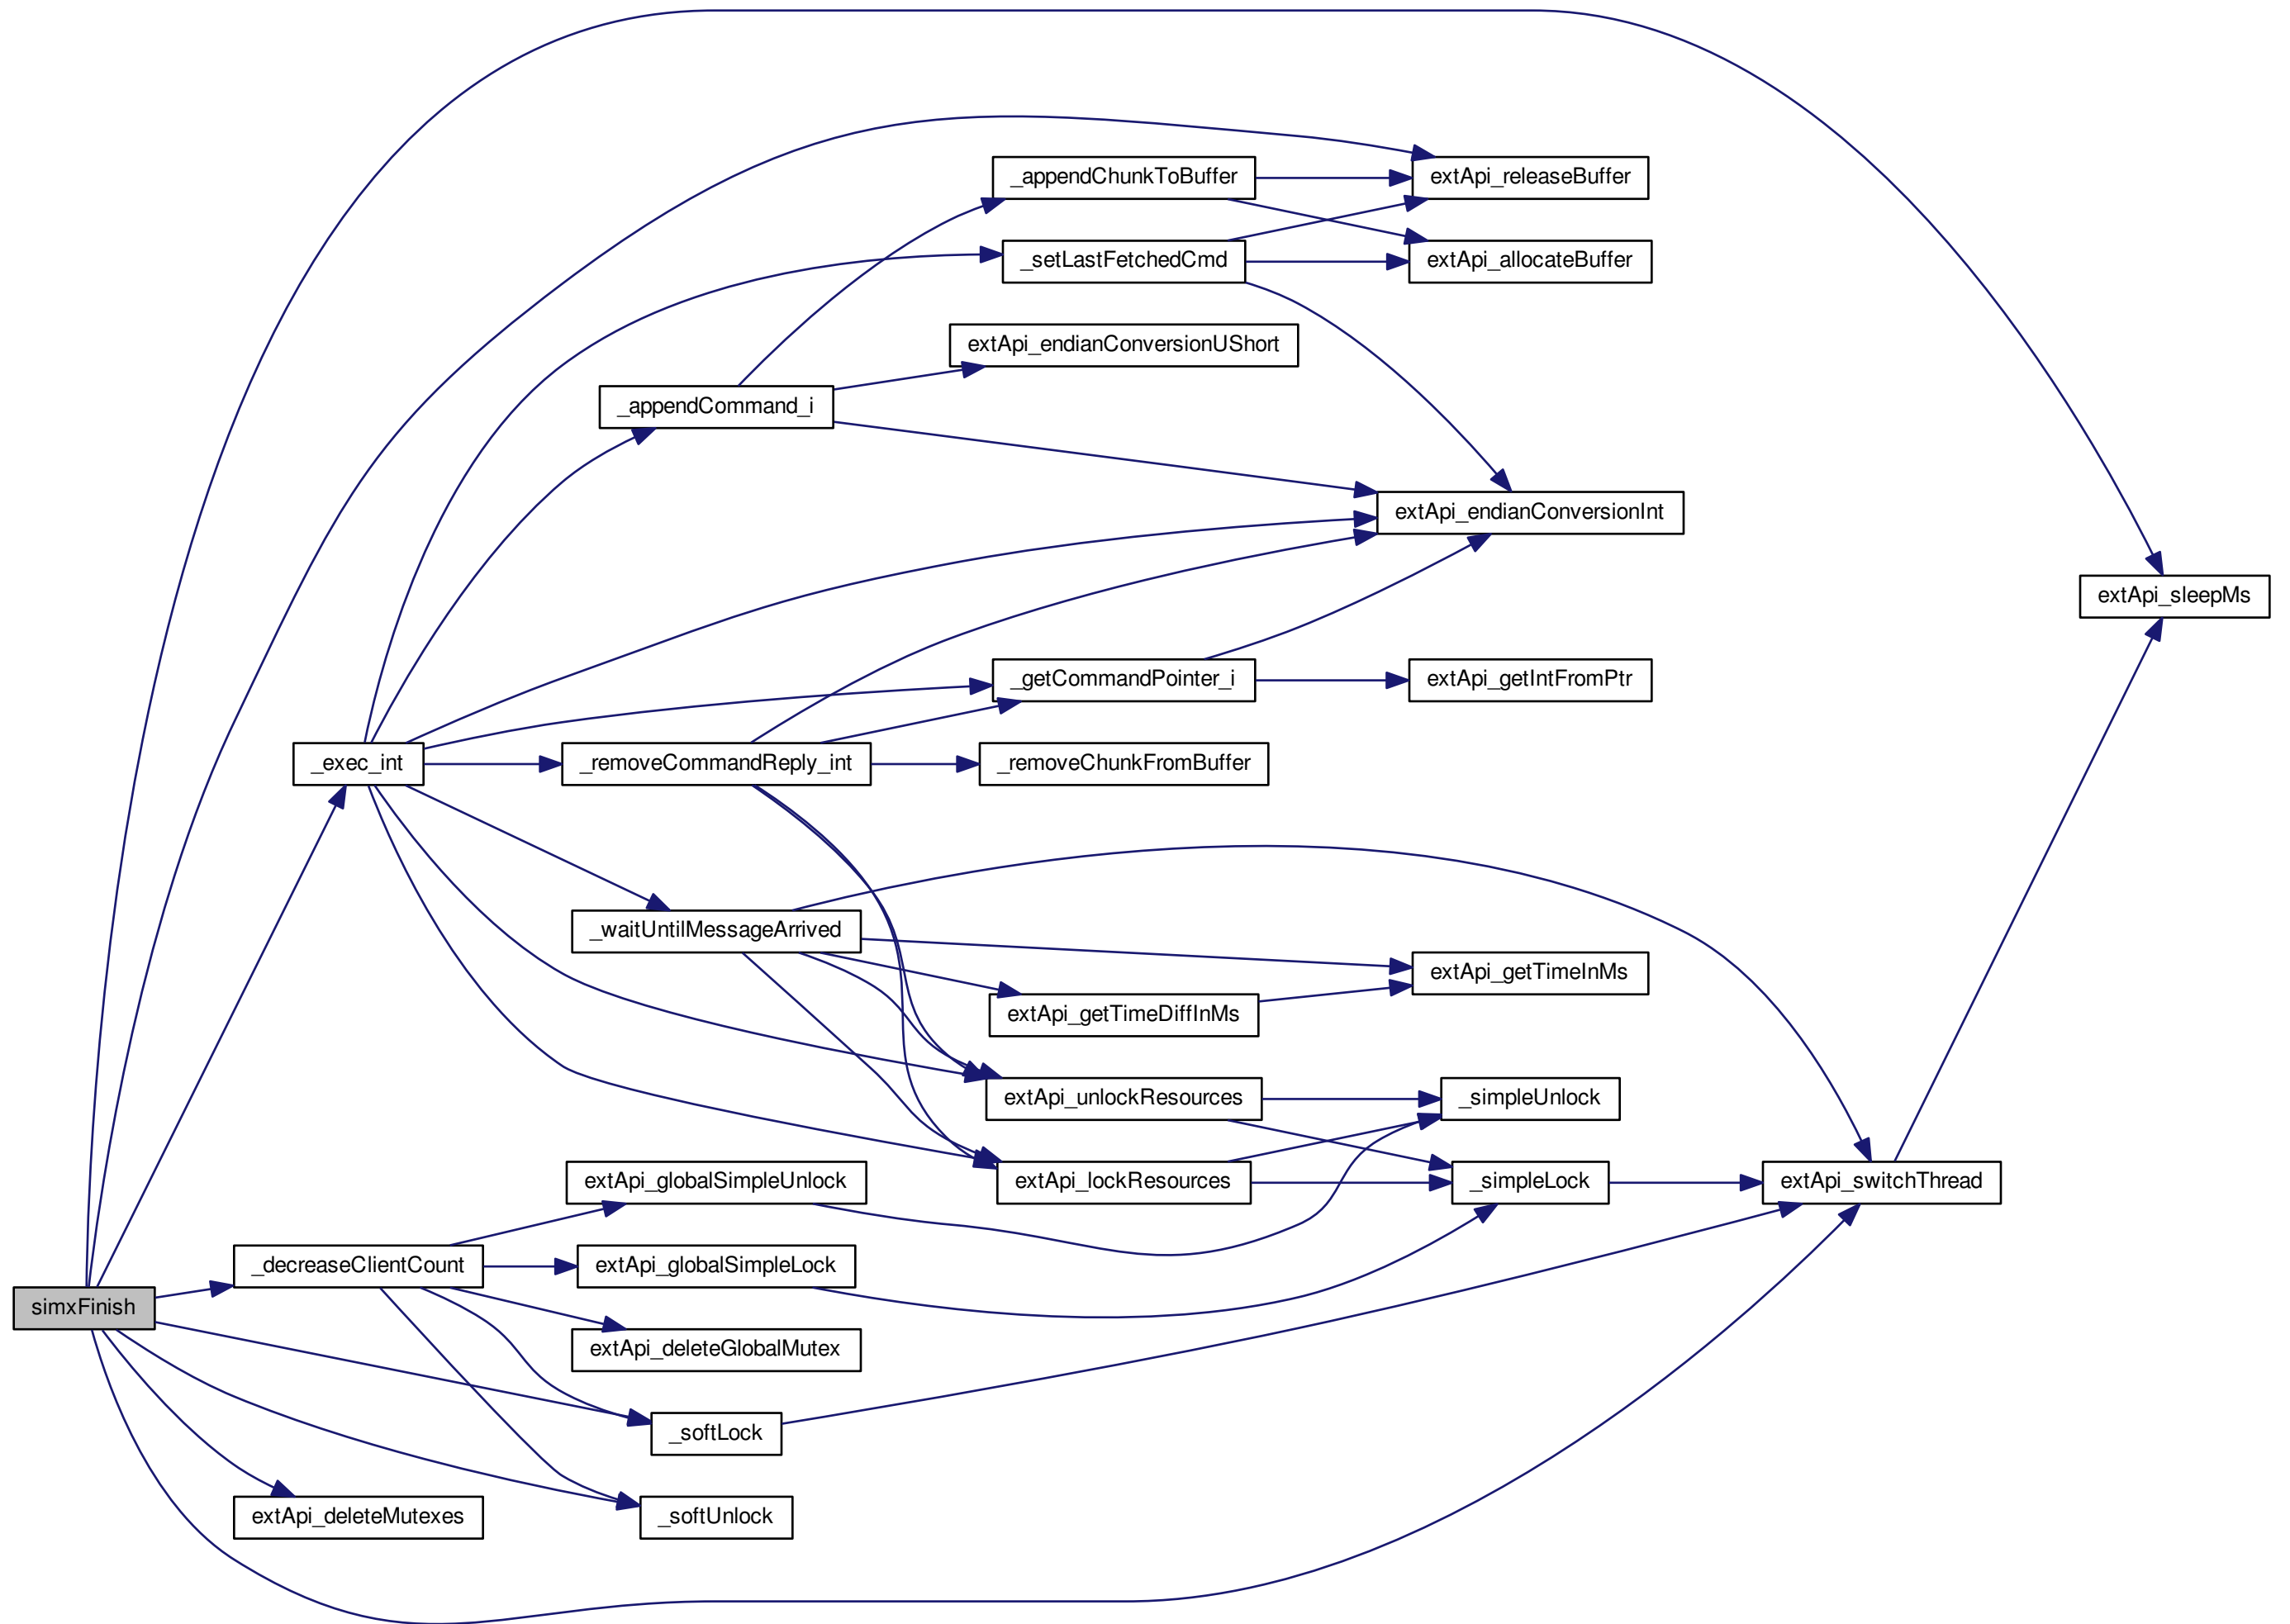 _appendChunkToBuffer
extApi_releaseBuffer
_setLastFetchedCmd
extApi_allocateBuffer
extApi_endianConversionUShort
_appendCommand_i
extApi_endianConversionInt
extApi_sleepMs
_getCommandPointer_i
extApi_getIntFromPtr
_exec_int
_removeCommandReply_int
_removeChunkFromBuffer
_waitUntilMessageArrived
extApi_getTimeInMs
extApi_getTimeDiffInMs
extApi_unlockResources
_simpleUnlock
extApi_globalSimpleUnlock
extApi_lockResources
_simpleLock
extApi_switchThread
_decreaseClientCount
extApi_globalSimpleLock
simxFinish
extApi_deleteGlobalMutex
_softLock
extApi_deleteMutexes
_softUnlock